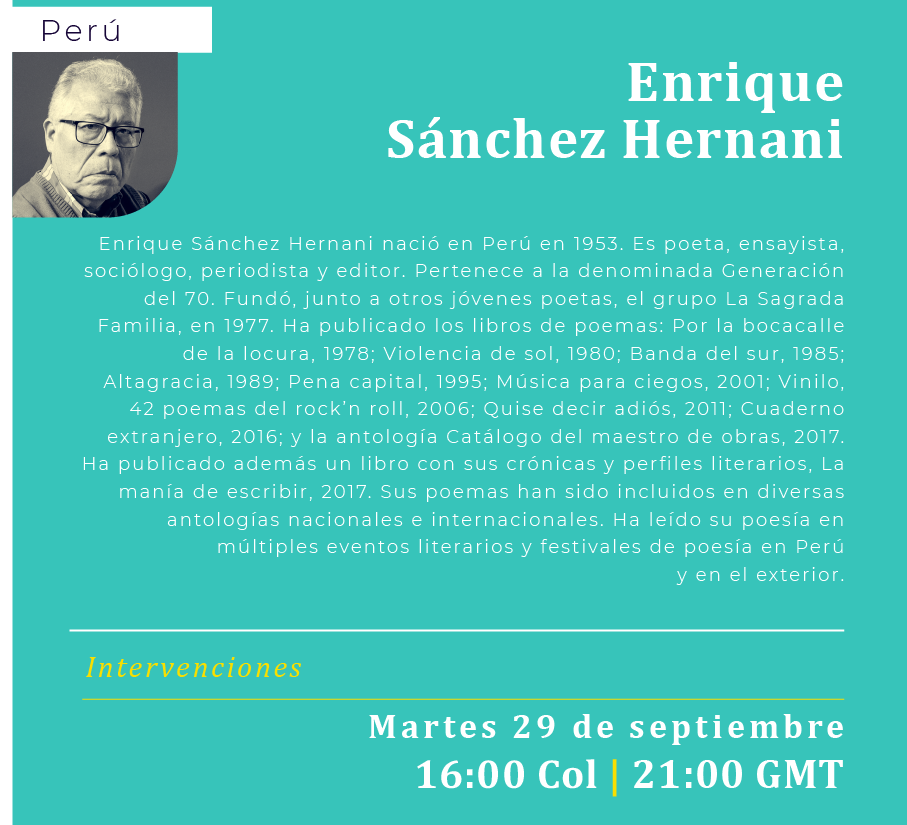 Perú
Enrique
Sánchez Hernani
Enrique Sánchez Hernani nació en Perú en 1953. Es poeta, ensayista,
sociólogo, periodista y editor. Pertenece a la denominada Generación
del 70. Fundó, junto a otros jóvenes poetas, el grupo La Sagrada
Familia, en 1977. Ha publicado los libros de poemas: Por la bocacalle
de la locura, 1978; Violencia de sol, 1980; Banda del sur, 1985;
Altagracia, 1989; Pena capital, 1995; Música para ciegos, 2001; Vinilo,
42 poemas del rock’n roll, 2006; Quise decir adiós, 2011; Cuaderno
extranjero, 2016; y la antología Catálogo del maestro de obras, 2017.
Ha publicado además un libro con sus crónicas y perfiles literarios, La
manía de escribir, 2017. Sus poemas han sido incluidos en diversas
antologías nacionales e internacionales. Ha leído su poesía en
múltiples eventos literarios y festivales de poesía en Perú
y en el exterior.
Intervenciones
Martes 29 de septiembre
16:00 Col | 21:00 GMT